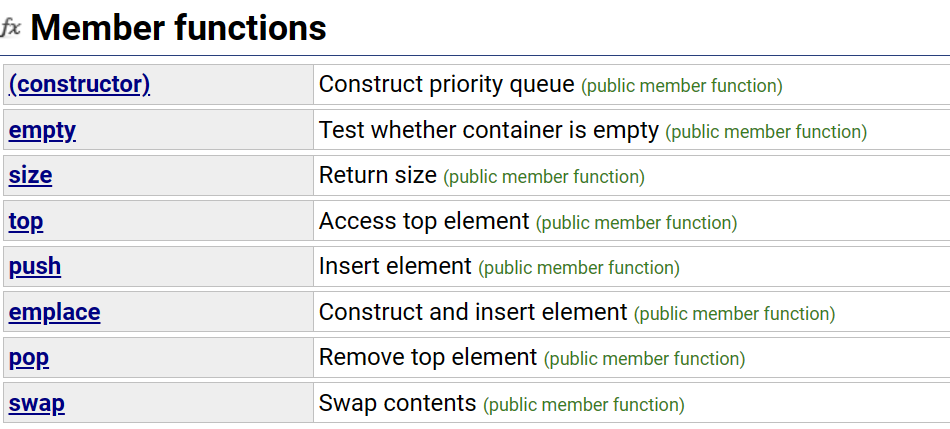 fx Member functions
(constructor) Construct priority queue (public member function)
empty Test whether container is empty (public member function)
size Return size (public member function)
top Access top element (public member function)
push Insert element (public member function)
emplace Construct and insert element (public member function)
pop Remove top element (public member function)
swap Swap contents (public member function)